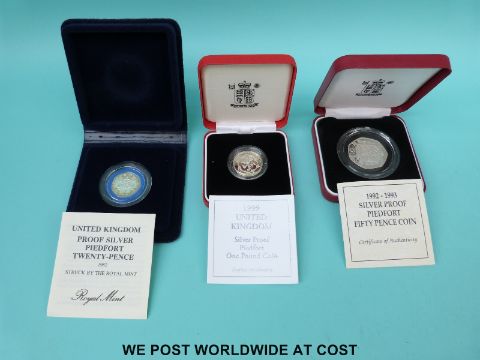 UNITED KINGDOM
PROOF SILVER
PIEDFORT
TWENTY-PENCE
STRUCK BY THE ROYAL MINT
Royal Mint
1999
UNITED
KINGDOM
Silver Proof
Piedfort
One Pound Coin
1992 - 1993
SILVER PROOF
PIEDFORT
FIFTY PENCE COIN
Certificate of Authenticity
WE POST WORLDWIDE AT COST